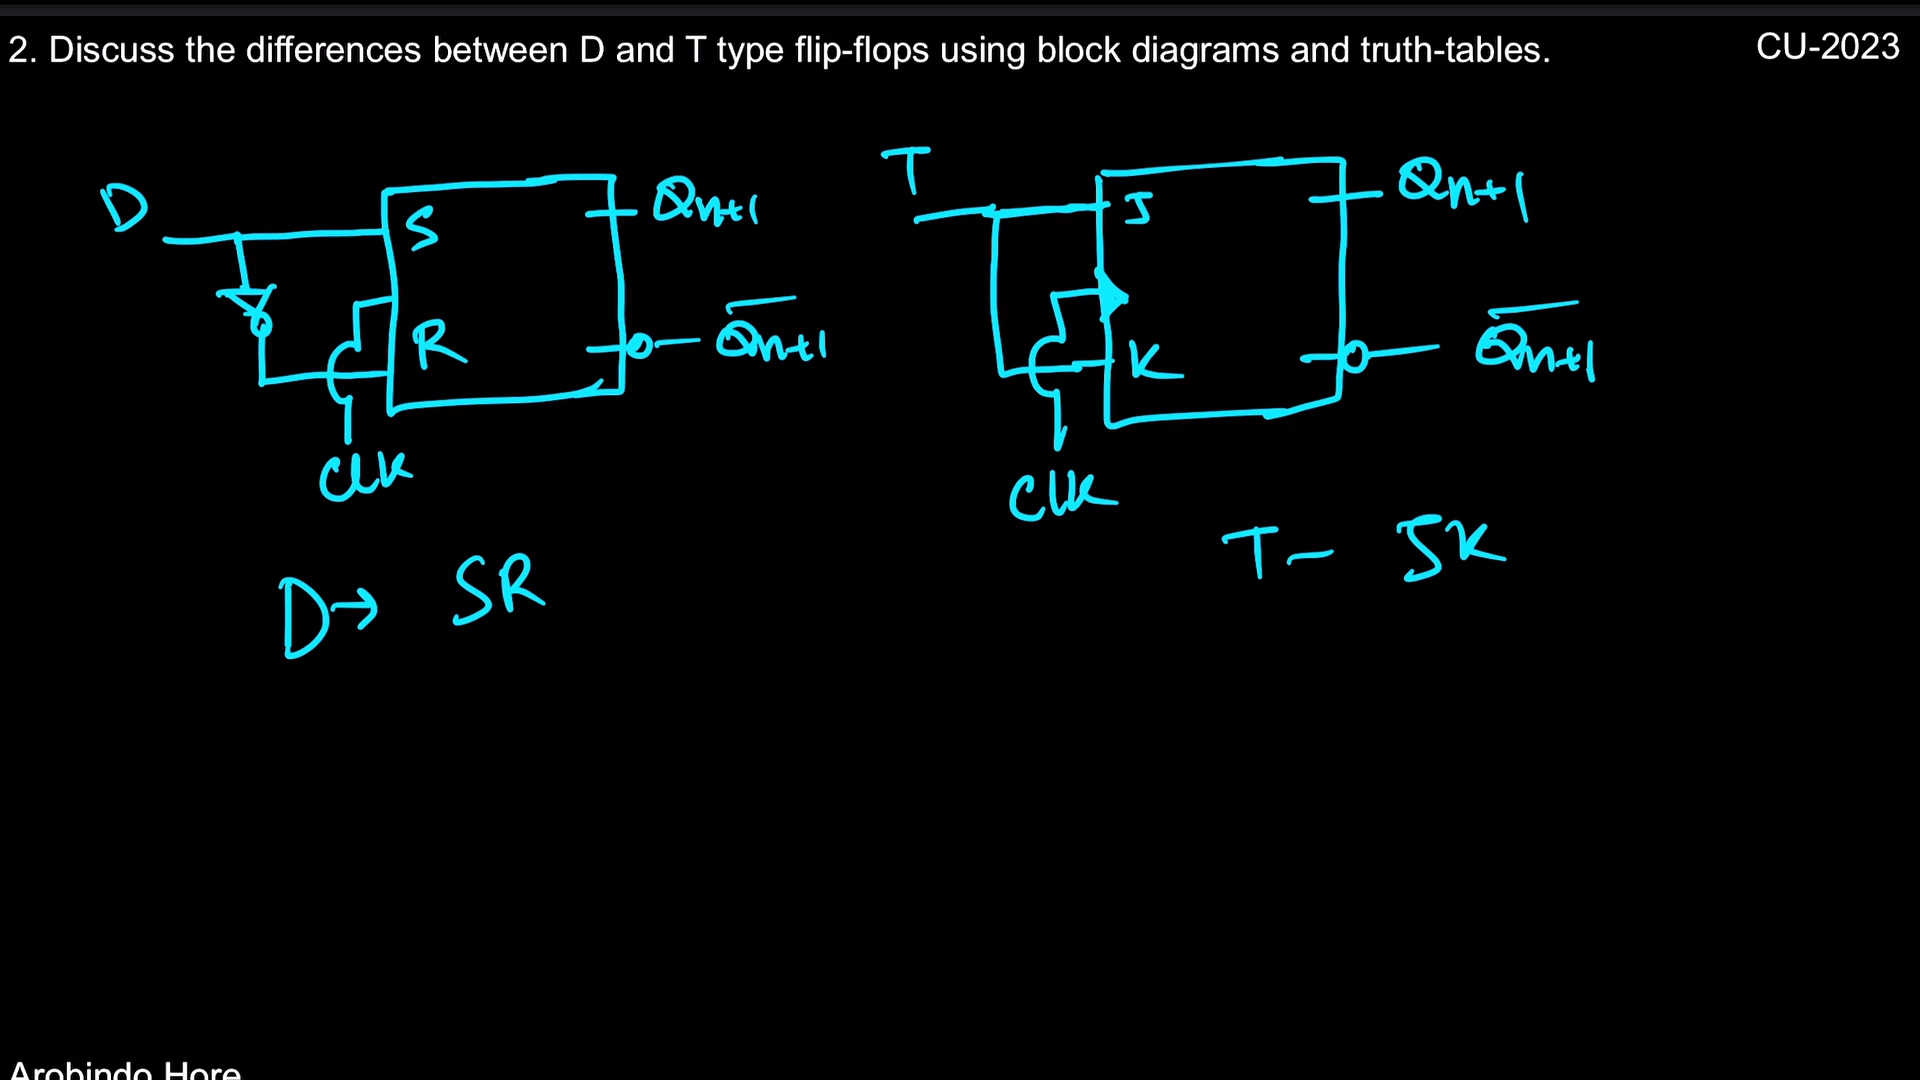 2. Discuss the differences between D and T type flip-flops using block diagrams and truth-tables. CU-2023
D
S
Qn+1
R
Q̅n+1
CLK
D → SR
T
J
Qn+1
K
Q̅n+1
CLK
T - JK
Arobindo Hore